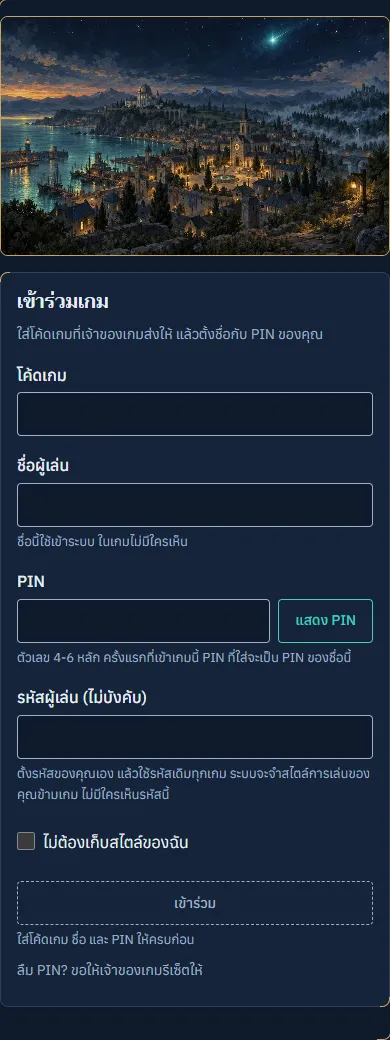 เข้าร่วมเกม
ใส่โค้ดเกมที่เจ้าของเกมส่งให้ แล้วตั้งชื่อกับ PIN ของคุณ
โค้ดเกม
ชื่อผู้เล่น
ชื่อนี้ใช้เข้าระบบ ในเกมไม่มีใครเห็น
PIN
แสดง PIN
ตัวเลข 4-6 หลัก ครั้งแรกที่เข้าเกมนี้ PIN ที่ใส่จะเป็น PIN ของชื่อนี้
รหัสผู้เล่น (ไม่บังคับ)
ตั้งรหัสของคุณเอง แล้วใช้รหัสเดิมทุกเกม ระบบจะจำสไตล์การเล่นของ
คุณข้ามเกม ไม่มีใครเห็นรหัสนี้
ไม่ต้องเก็บสไตล์ของฉัน
เข้าร่วม
ใส่โค้ดเกม ชื่อ และ PIN ให้ครบก่อน
ลืม PIN? ขอให้เจ้าของเกมรีเซ็ตให้